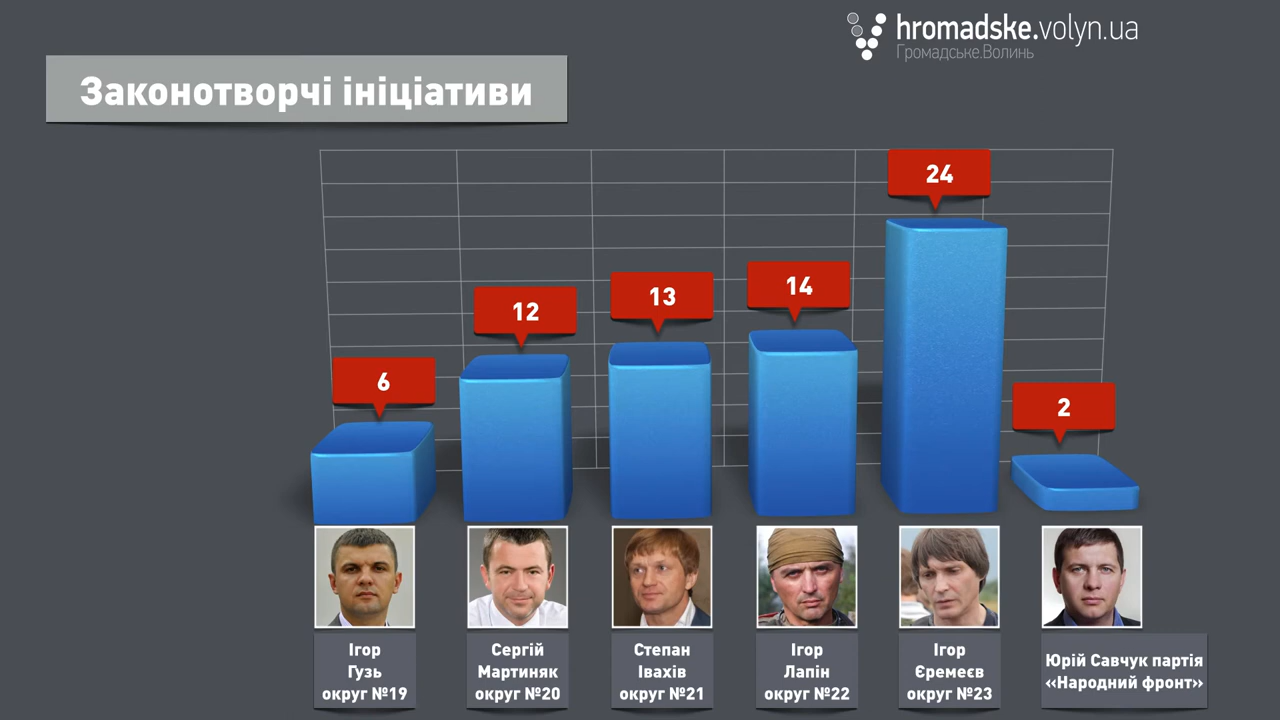 hromadske.volyn.ua
Громадське.Волинь
Законотворчі ініціативи
6
12
13
14
24
2
Ігор
Гузь
округ №19
Сергій
Мартиняк
округ №20
Степан
Івахів
округ №21
Ігор
Лапін
округ №22
Ігор
Єремеєв
округ №23
Юрій Савчук партія
«Народний фронт»